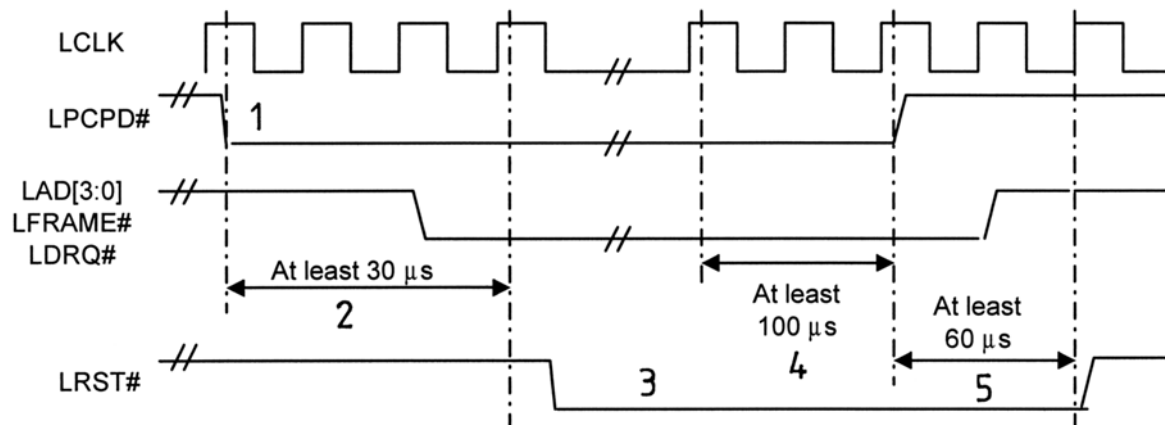 LCLK
LPCPD#
1
LAD[3:0]
LFRAME#
LDRQ#
At least 30 μs
2
At least
100 μs
4
At least
60 μs
5
LRST#
3